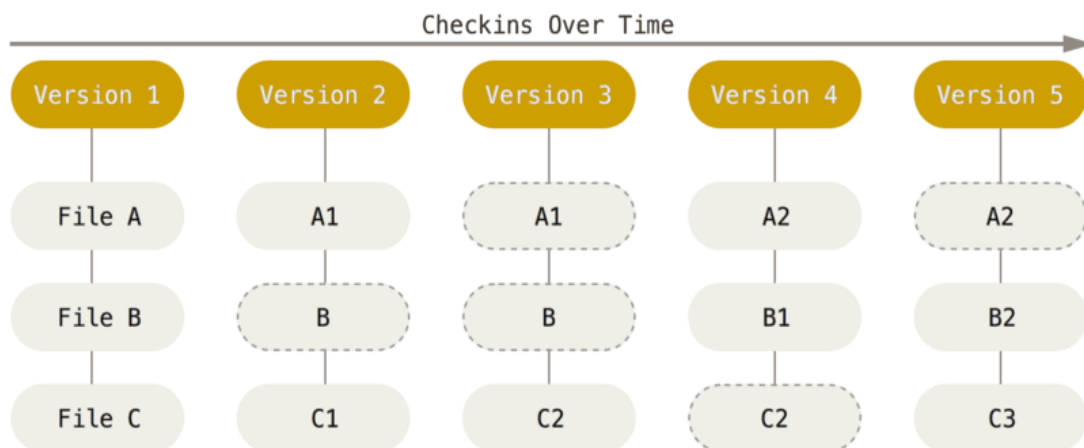 Checkins Over Time
Version 1 Version 2 Version 3 Version 4 Version 5
File A A1 A1 A2 A2
File B B B B1 B2
File C C1 C2 C2 C3